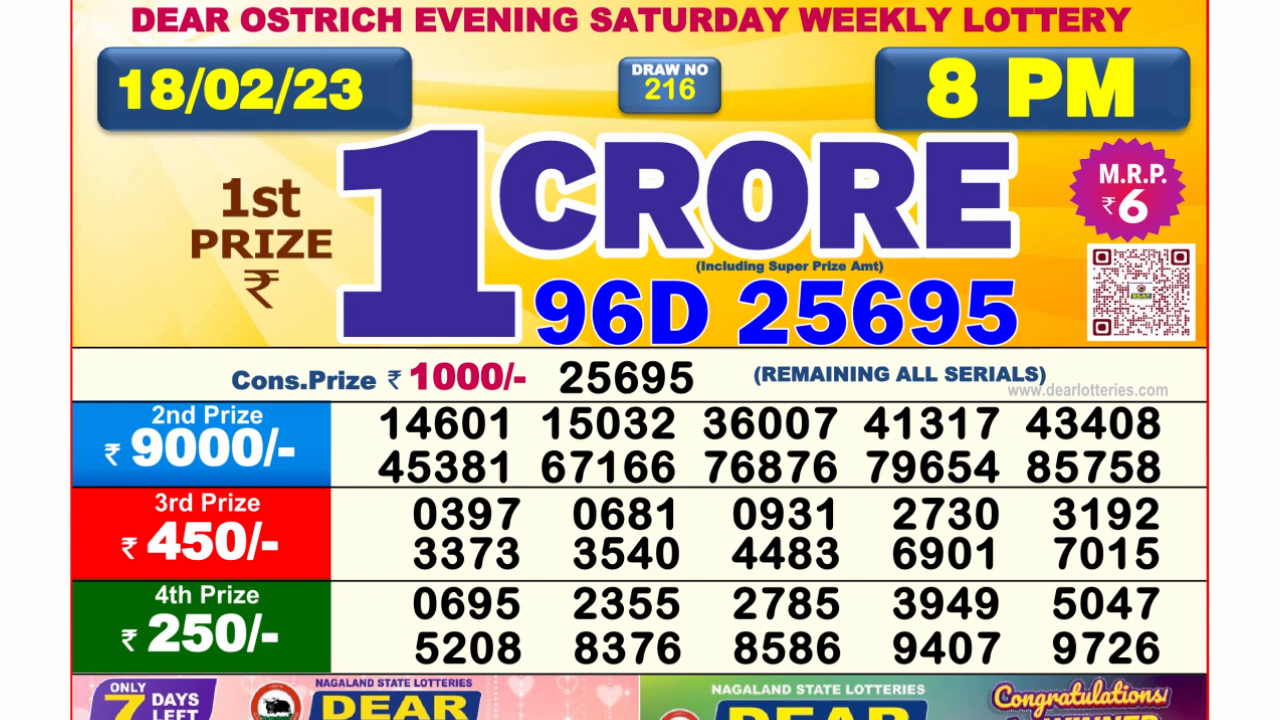 DEAR OSTRICH EVENING SATURDAY WEEKLY LOTTERY
18/02/23
DRAW NO
216
8 PM
1st
PRIZE
₹
1 CRORE
(Including Super Prize Amt)
96D 25695
M.R.P.
₹ 6
DEAR
Cons.Prize ₹ 1000/- 25695 (REMAINING ALL SERIALS)
www.dearlotteries.com
2nd Prize
₹ 9000/-
14601 15032 36007 41317 43408
45381 67166 76876 79654 85758
3rd Prize
₹ 450/-
0397 0681 0931 2730 3192
3373 3540 4483 6901 7015
4th Prize
₹ 250/-
0695 2355 2785 3949 5047
5208 8376 8586 9407 9726
ONLY
7 DAYS
LEFT
NAGALAND STATE LOTTERIES
DEAR
NAGALAND STATE LOTTERIES
DEAR
Congratulations!
WINNER